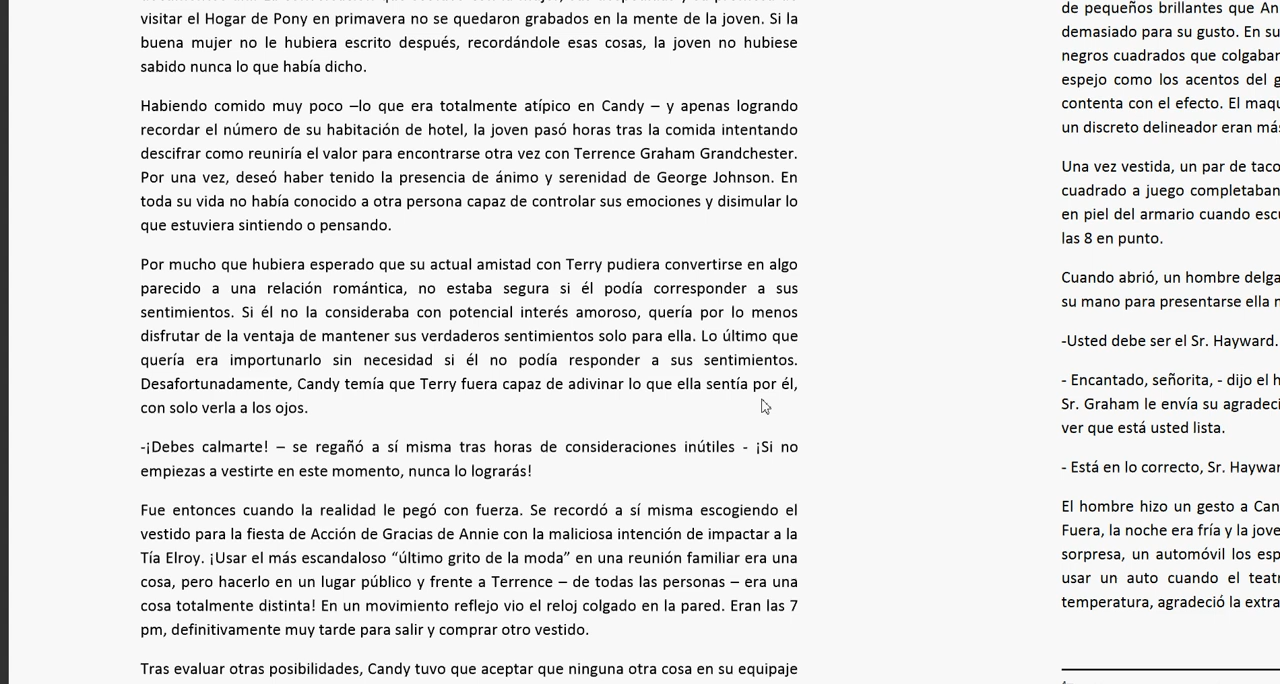 visitar el Hogar de Pony en primavera no se quedaron grabados en la mente de la joven. Si la
buena mujer no le hubiera escrito después, recordándole esas cosas, la joven no hubiese
sabido nunca lo que había dicho.
Habiendo comido muy poco –lo que era totalmente atípico en Candy – y apenas logrando
recordar el número de su habitación de hotel, la joven pasó horas tras la comida intentando
descifrar como reuniría el valor para encontrarse otra vez con Terrence Graham Grandchester.
Por una vez, deseó haber tenido la presencia de ánimo y serenidad de George Johnson. En
toda su vida no había conocido a otra persona capaz de controlar sus emociones y disimular lo
que estuviera sintiendo o pensando.
Por mucho que hubiera esperado que su actual amistad con Terry pudiera convertirse en algo
parecido a una relación romántica, no estaba segura si él podía corresponder a sus
sentimientos. Si él no la consideraba con potencial interés amoroso, quería por lo menos
disfrutar de la ventaja de mantener sus verdaderos sentimientos solo para ella. Lo último que
quería era importunarlo sin necesidad si él no podía responder a sus sentimientos.
Desafortunadamente, Candy temía que Terry fuera capaz de adivinar lo que ella sentía por él,
con solo verla a los ojos.
-¡Debes calmarte! – se regañó a sí misma tras horas de consideraciones inútiles - ¡Si no
empiezas a vestirte en este momento, nunca lo lograrás!
Fue entonces cuando la realidad le pegó con fuerza. Se recordó a sí misma escogiendo el
vestido para la fiesta de Acción de Gracias de Annie con la maliciosa intención de impactar a la
Tía Elroy. ¡Usar el más escandaloso “último grito de la moda” en una reunión familiar era una
cosa, pero hacerlo en un lugar público y frente a Terrence – de todas las personas – era una
cosa totalmente distinta! En un movimiento reflejo vio el reloj colgado en la pared. Eran las 7
pm, definitivamente muy tarde para salir y comprar otro vestido.
Tras evaluar otras posibilidades, Candy tuvo que aceptar que ninguna otra cosa en su equipaje
de pequeños brillantes que An
demasiado para su gusto. En su
negros cuadrados que colgabar
espejo como los acentos del g
contenta con el efecto. El maqu
un discreto delineador eran más
Una vez vestida, un par de taco
cuadrado a juego completaban
en piel del armario cuando escu
las 8 en punto.
Cuando abrió, un hombre delga
su mano para presentarse ella m
-Usted debe ser el Sr. Hayward.
- Encantado, señorita, - dijo el h
Sr. Graham le envía su agradeci
ver que está usted lista.
- Está en lo correcto, Sr. Haywar
El hombre hizo un gesto a Can
Fuera, la noche era fría y la jove
sorpresa, un automóvil los esp
usar un auto cuando el teatr
temperatura, agradeció la extra